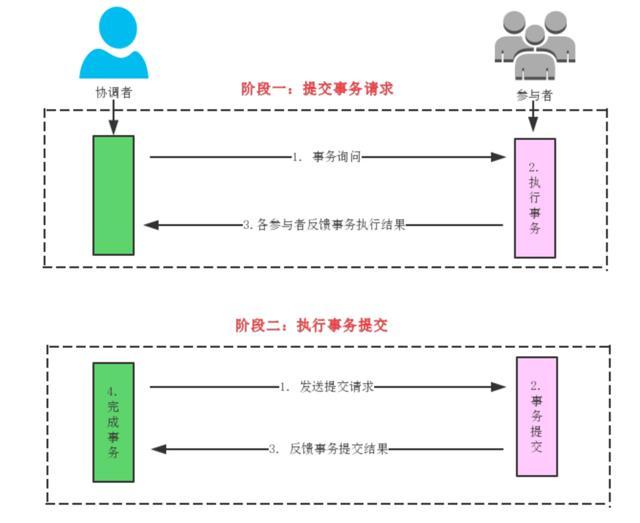 协调者
参与者
阶段一：提交事务请求
1. 事务询问
2.
执
行
事
务
3.各参与者反馈事务执行结果
阶段二：执行事务提交
4.
完
成
事
务
1. 发送提交请求
2.
事
务
提
交
3. 反馈事务提交结果